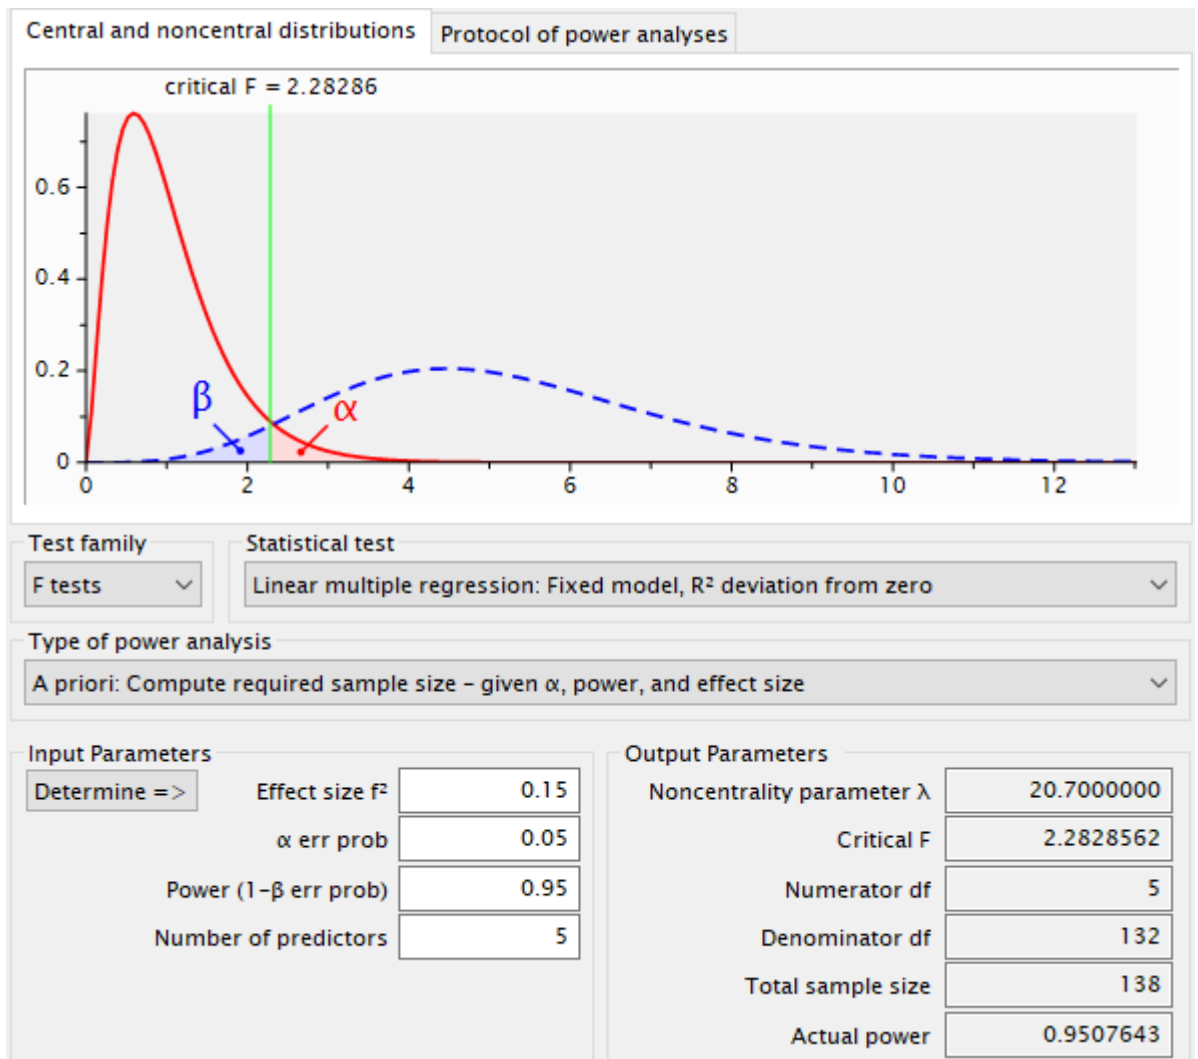 Central and noncentral distributions
Protocol of power analyses
critical F = 2.28286
0.6
0.4
0.2
0
β
α
0 2 4 6 8 10 12
Test family
Statistical test
F tests
Linear multiple regression: Fixed model, R² deviation from zero
Type of power analysis
A priori: Compute required sample size – given α, power, and effect size
Input Parameters
Determine =>
Effect size f² 0.15
α err prob 0.05
Power (1–β err prob) 0.95
Number of predictors 5
Output Parameters
Noncentrality parameter λ 20.7000000
Critical F 2.2828562
Numerator df 5
Denominator df 132
Total sample size 138
Actual power 0.9507643